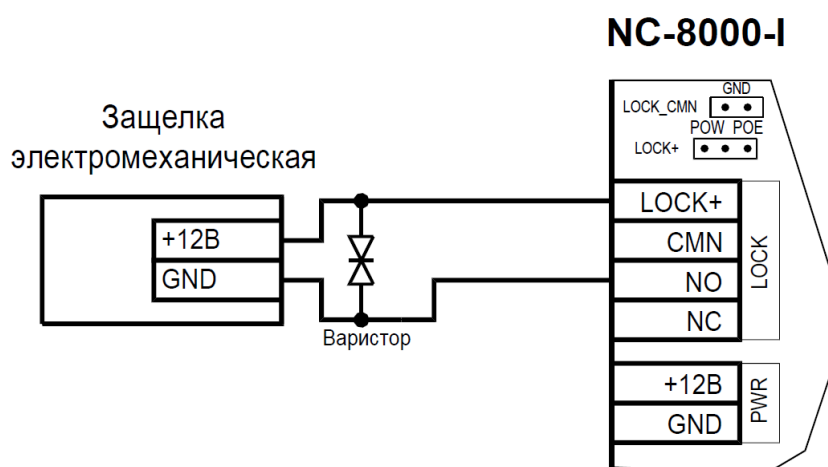 NC-8000-I
GND
LOCK_CMN
POW POE
LOCK+
Защелка
электромеханическая
+12В
GND
Варистор
LOCK+
CMN
NO
NC
LOCK
+12В
GND
PWR